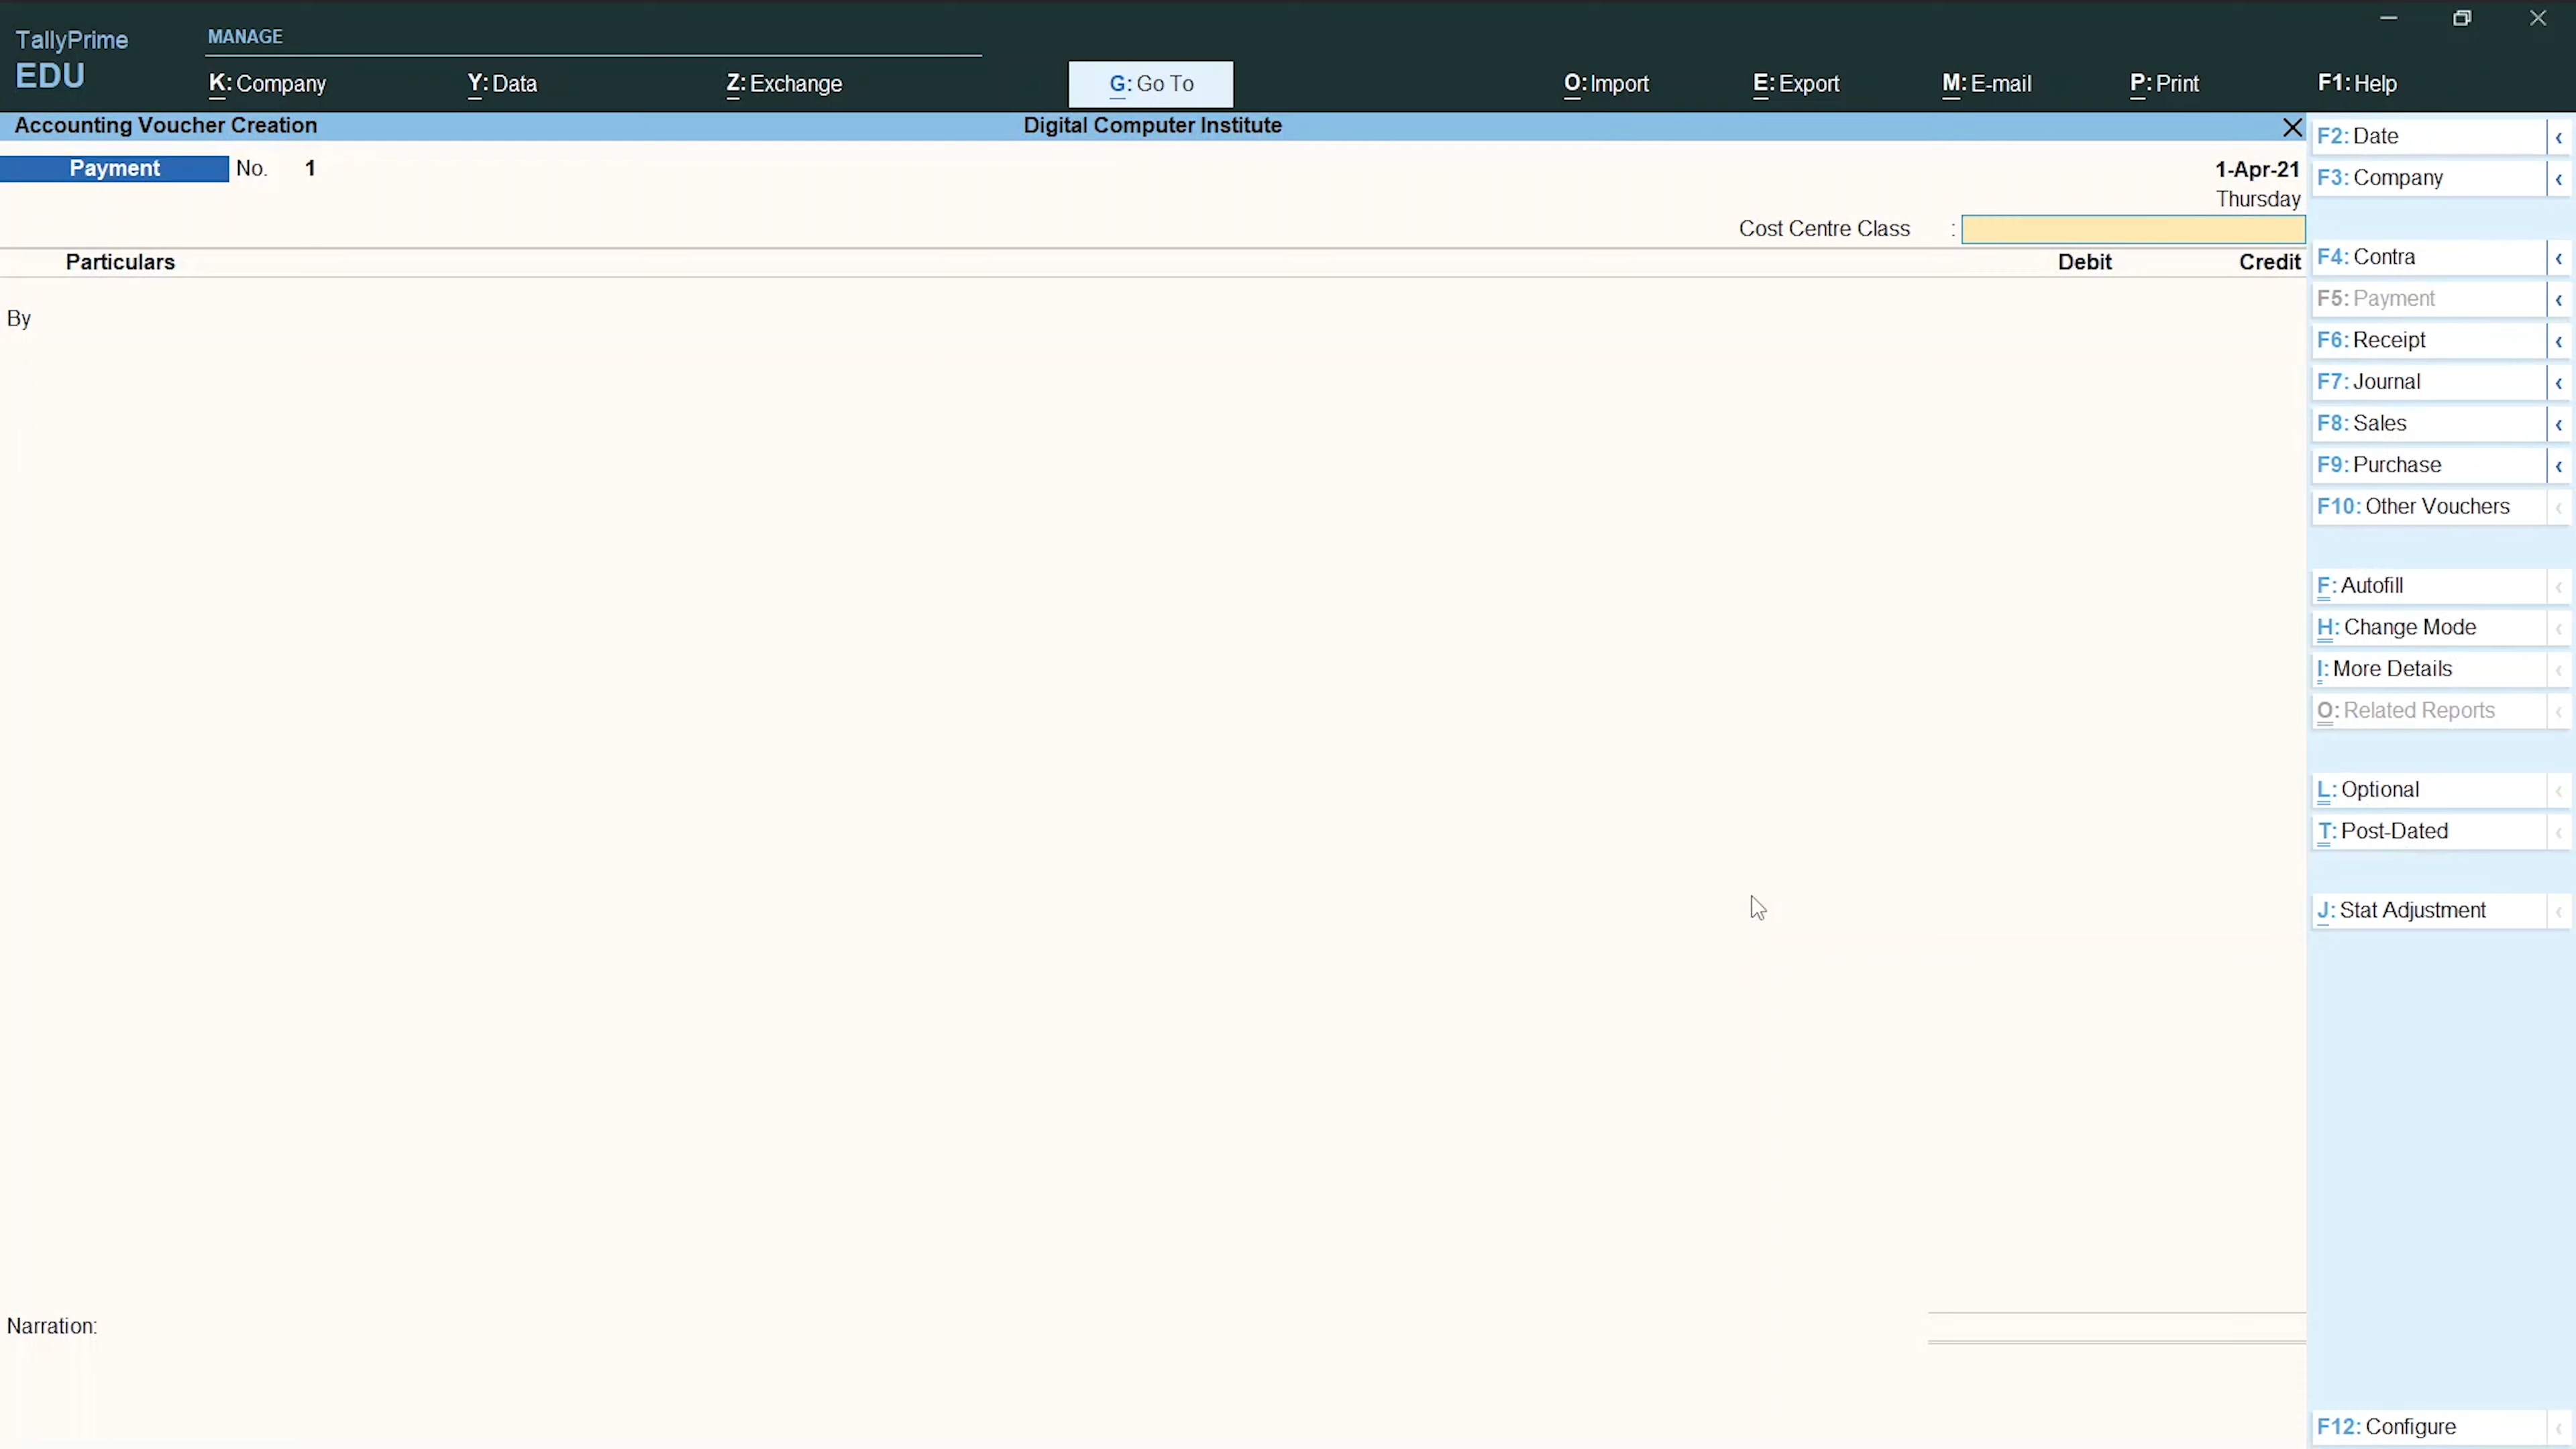 TallyPrime
EDU
MANAGE
K: Company
Y: Data
Z: Exchange
G: Go To
O: Import
E: Export
M: E-mail
P: Print
F1: Help
Accounting Voucher Creation
Digital Computer Institute
Payment No. 1
1-Apr-21
Thursday
Cost Centre Class :
Particulars Debit Credit
By
Narration:
F2: Date
F3: Company
F4: Contra
F5: Payment
F6: Receipt
F7: Journal
F8: Sales
F9: Purchase
F10: Other Vouchers
F: Autofill
H: Change Mode
I: More Details
O: Related Reports
L: Optional
T: Post-Dated
J: Stat Adjustment
F12: Configure